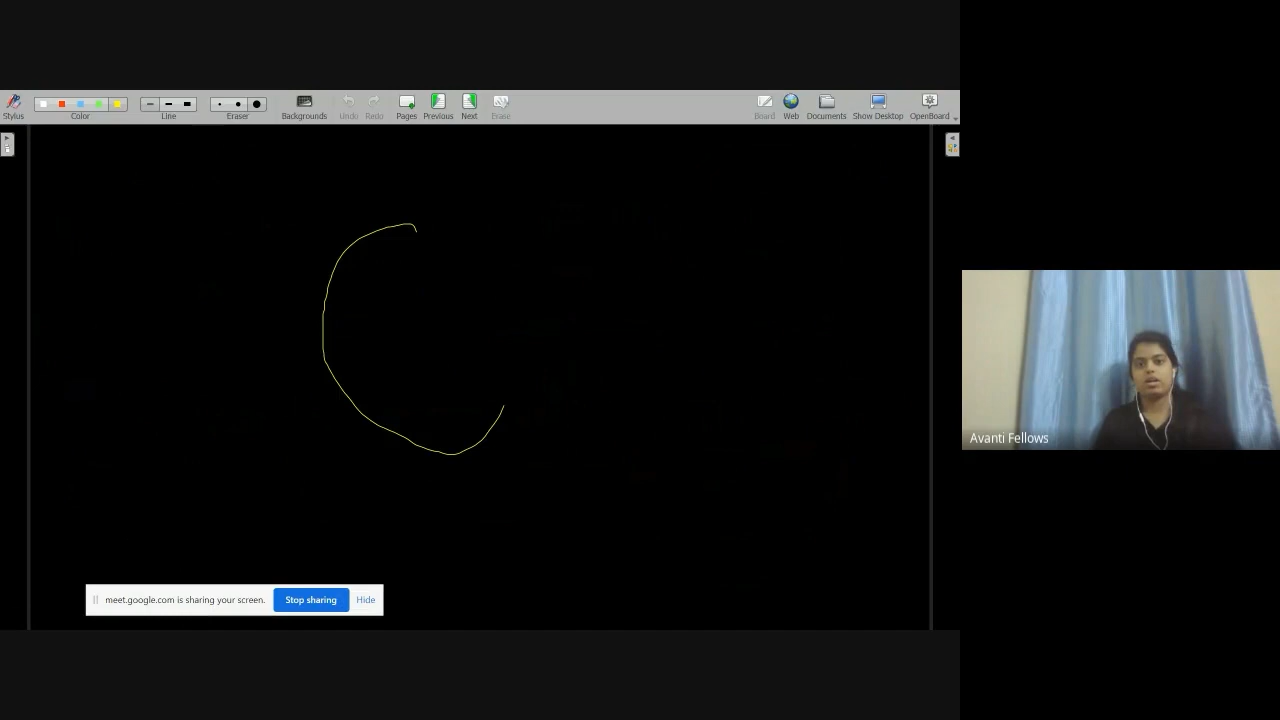 Stylus
Color
Line
Eraser
Backgrounds
Undo
Redo
Pages
Previous
Next
Erase
Board
Web
Documents
Show Desktop
OpenBoard
meet.google.com is sharing your screen.
Stop sharing
Hide
Avanti Fellows